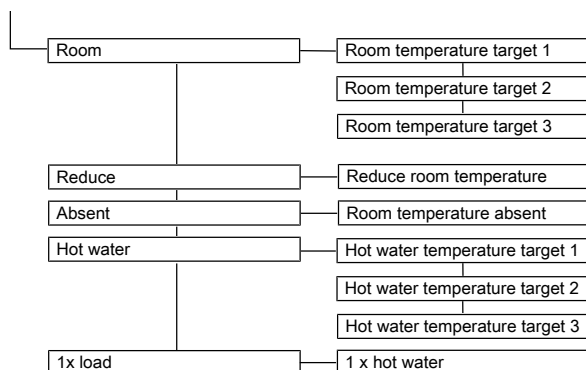 Room
Room temperature target 1
Room temperature target 2
Room temperature target 3
Reduce
Reduce room temperature
Absent
Room temperature absent
Hot water
Hot water temperature target 1
Hot water temperature target 2
Hot water temperature target 3
1x load
1 x hot water